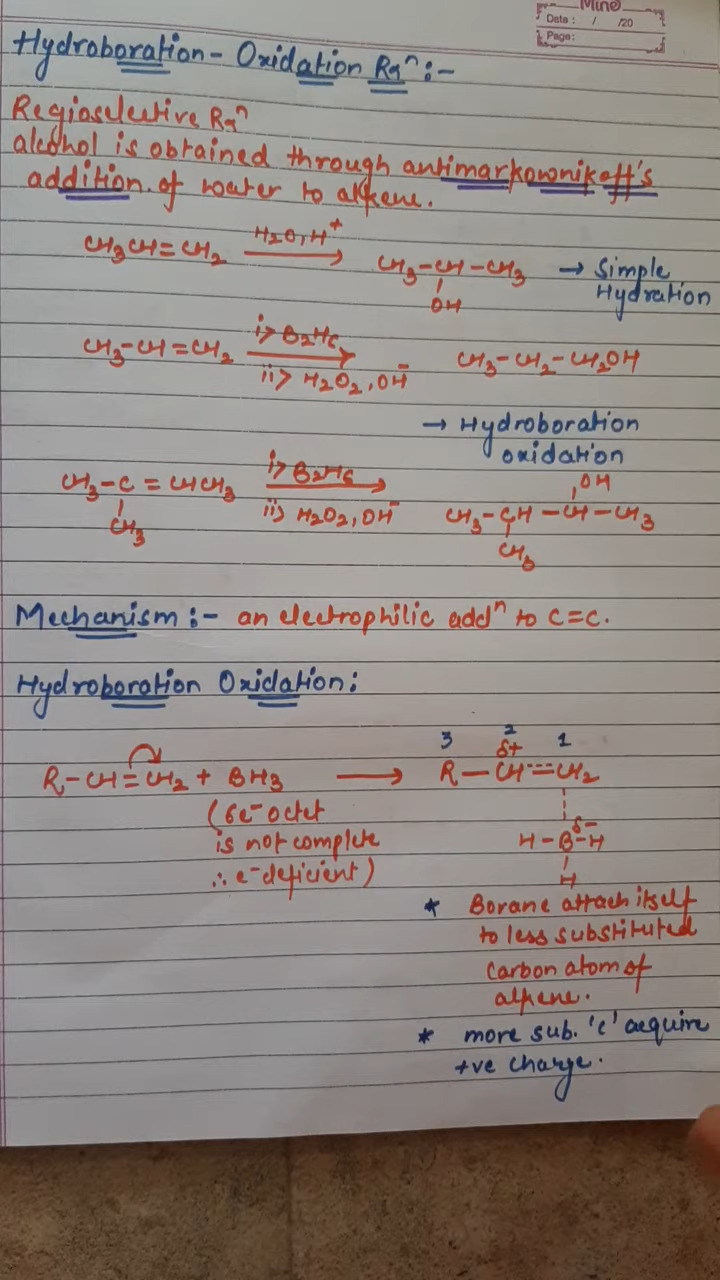 Mine
Date : / /20
Page:
Hydroboration - Oxidation Rxⁿ :-
Regioselective Rxⁿ
alcohol is obtained through antimarkownikoff's
addition of water to alkene.
CH3CH=CH2 H2O, H⁺ CH3-CH-CH3 → Simple
OH Hydration
CH3-CH=CH2 i> B2H6 CH3-CH2-CH2OH
ii> H2O2, OH⁻
→ Hydroboration
oxidation
CH3-C=CHCH3 i> B2H6 OH
CH3 ii> H2O2, OH⁻ CH3-CH-CH-CH3
CH3
Mechanism :- an electrophilic addⁿ to C=C.
Hydroboration Oxidation :
3 2 1
δ+
R-CH=CH2 + BH3 → R-CH=CH2
(6e⁻ octet δ-
is not complete H-B-H
∴ e⁻deficient) H
* Borane attach itself
to less substituted
carbon atom of
alkene.
* more sub. 'c' acquire
+ve charge.